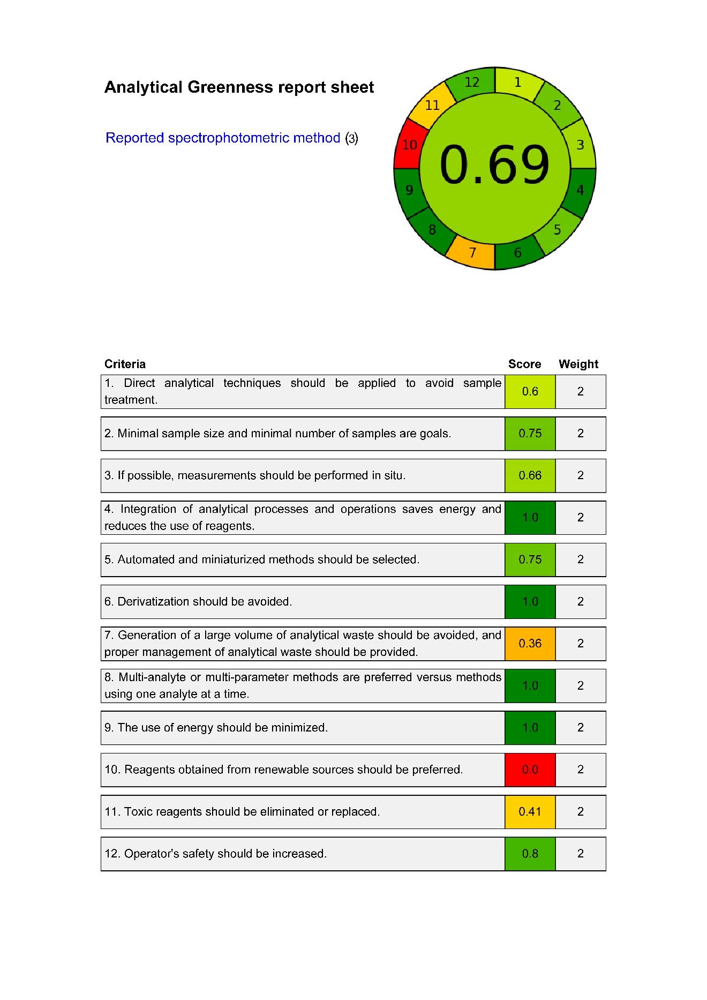 Analytical Greenness report sheet
Reported spectrophotometric method (3)
12
1
11
2
10
3
0.69
9
4
8
5
7
6
Criteria Score Weight
1. Direct analytical techniques should be applied to avoid sample
treatment.
0.6 2
2. Minimal sample size and minimal number of samples are goals. 0.75 2
3. If possible, measurements should be performed in situ. 0.66 2
4. Integration of analytical processes and operations saves energy and
reduces the use of reagents.
1.0 2
5. Automated and miniaturized methods should be selected. 0.75 2
6. Derivatization should be avoided. 1.0 2
7. Generation of a large volume of analytical waste should be avoided, and
proper management of analytical waste should be provided.
0.36 2
8. Multi-analyte or multi-parameter methods are preferred versus methods
using one analyte at a time.
1.0 2
9. The use of energy should be minimized. 1.0 2
10. Reagents obtained from renewable sources should be preferred. 0.0 2
11. Toxic reagents should be eliminated or replaced. 0.41 2
12. Operator's safety should be increased. 0.8 2